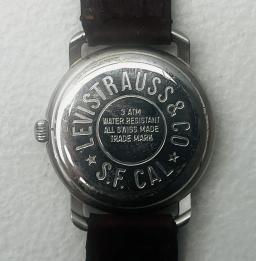 LEVI STRAUSS & CO
3 ATM
WATER RESISTANT
ALL SWISS MADE
TRADE MARK
S.F. CAL